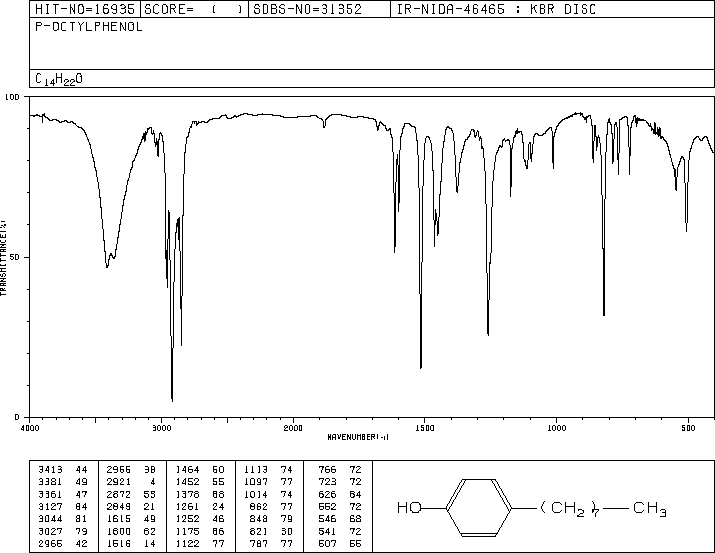 HIT-NO=16935 SCORE= ( ) SDBS-NO=31352 IR-NIDA-46465 : KBR DISC
P-OCTYLPHENOL
C14H22O
100
50
0
TRANSMITTANCE(%)
4000 3000 2000 1500 1000 500
WAVENUMBER(-1)
3413 44 2956 38 1464 60 1113 74 766 72
3381 49 2921 4 1452 55 1097 77 723 72
3361 47 2872 55 1378 68 1014 74 626 84
3127 84 2849 21 1261 24 862 77 552 72
3044 81 1615 49 1252 46 848 79 546 68
3027 79 1600 62 1175 66 821 30 541 72
2965 42 1516 14 1122 77 787 77 507 55
HO (CH2)7 CH3